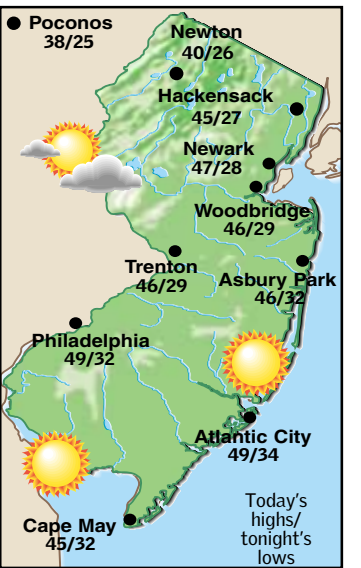 Poconos
38/25
Newton
40/26
Hackensack
45/27
Newark
47/28
Woodbridge
46/29
Trenton
46/29
Asbury Park
46/32
Philadelphia
49/32
Atlantic City
49/34
Cape May
45/32
Today's
highs/
tonight's
lows